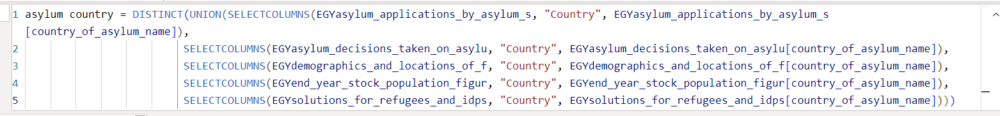 1 asylum country = DISTINCT(UNION(SELECTCOLUMNS(EGYasylum_applications_by_asylum_s, "Country", EGYasylum_applications_by_asylum_s
[country_of_asylum_name]),
2 SELECTCOLUMNS(EGYasylum_decisions_taken_on_asylu, "Country", EGYasylum_decisions_taken_on_asylu[country_of_asylum_name]),
3 SELECTCOLUMNS(EGYdemographics_and_locations_of_f, "Country", EGYdemographics_and_locations_of_f[country_of_asylum_name]),
4 SELECTCOLUMNS(EGYend_year_stock_population_figur, "Country", EGYend_year_stock_population_figur[country_of_asylum_name]),
5 SELECTCOLUMNS(EGYsolutions_for_refugees_and_idps, "Country", EGYsolutions_for_refugees_and_idps[country_of_asylum_name])))